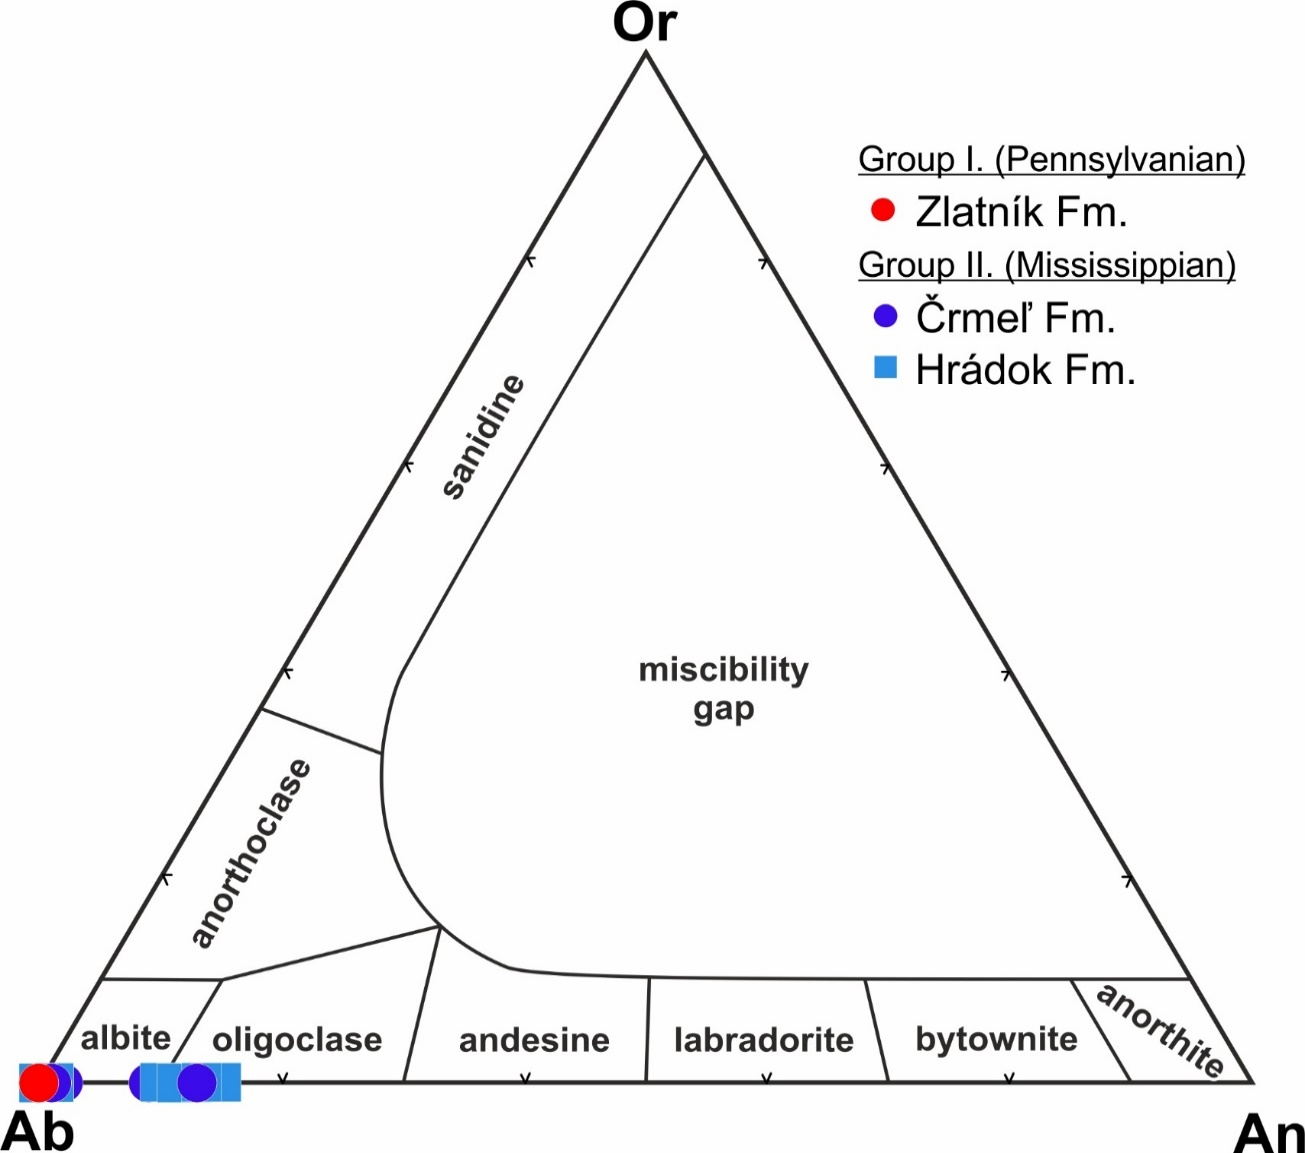 Or
Group I. (Pennsylvanian)
Zlatník Fm.
Group II. (Mississippian)
Črmeľ Fm.
Hrádok Fm.
sanidine
miscibility
gap
anorthoclase
albite
oligoclase
andesine
labradorite
bytownite
anorthite
Ab
An